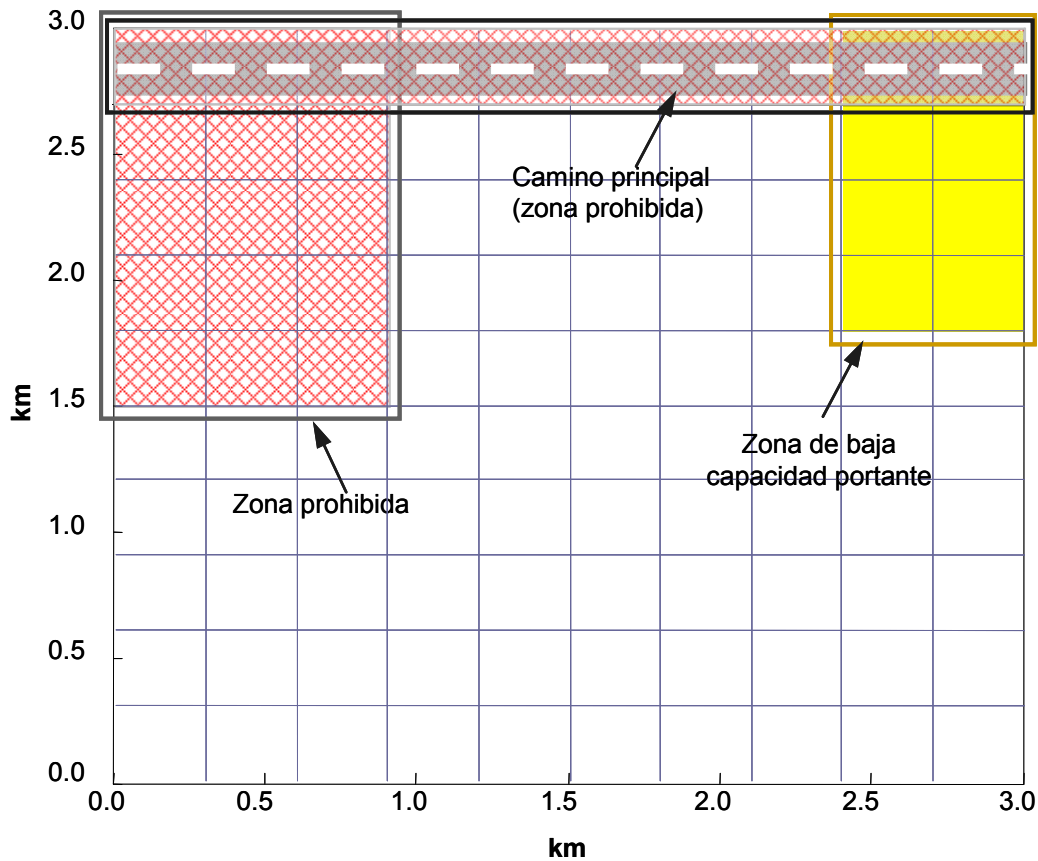 3.0
2.5
Camino principal
(zona prohibida)
2.0
1.5
km
Zona de baja
capacidad portante
Zona prohibida
1.0
0.5
0.0
0.0 0.5 1.0 1.5 2.0 2.5 3.0
km